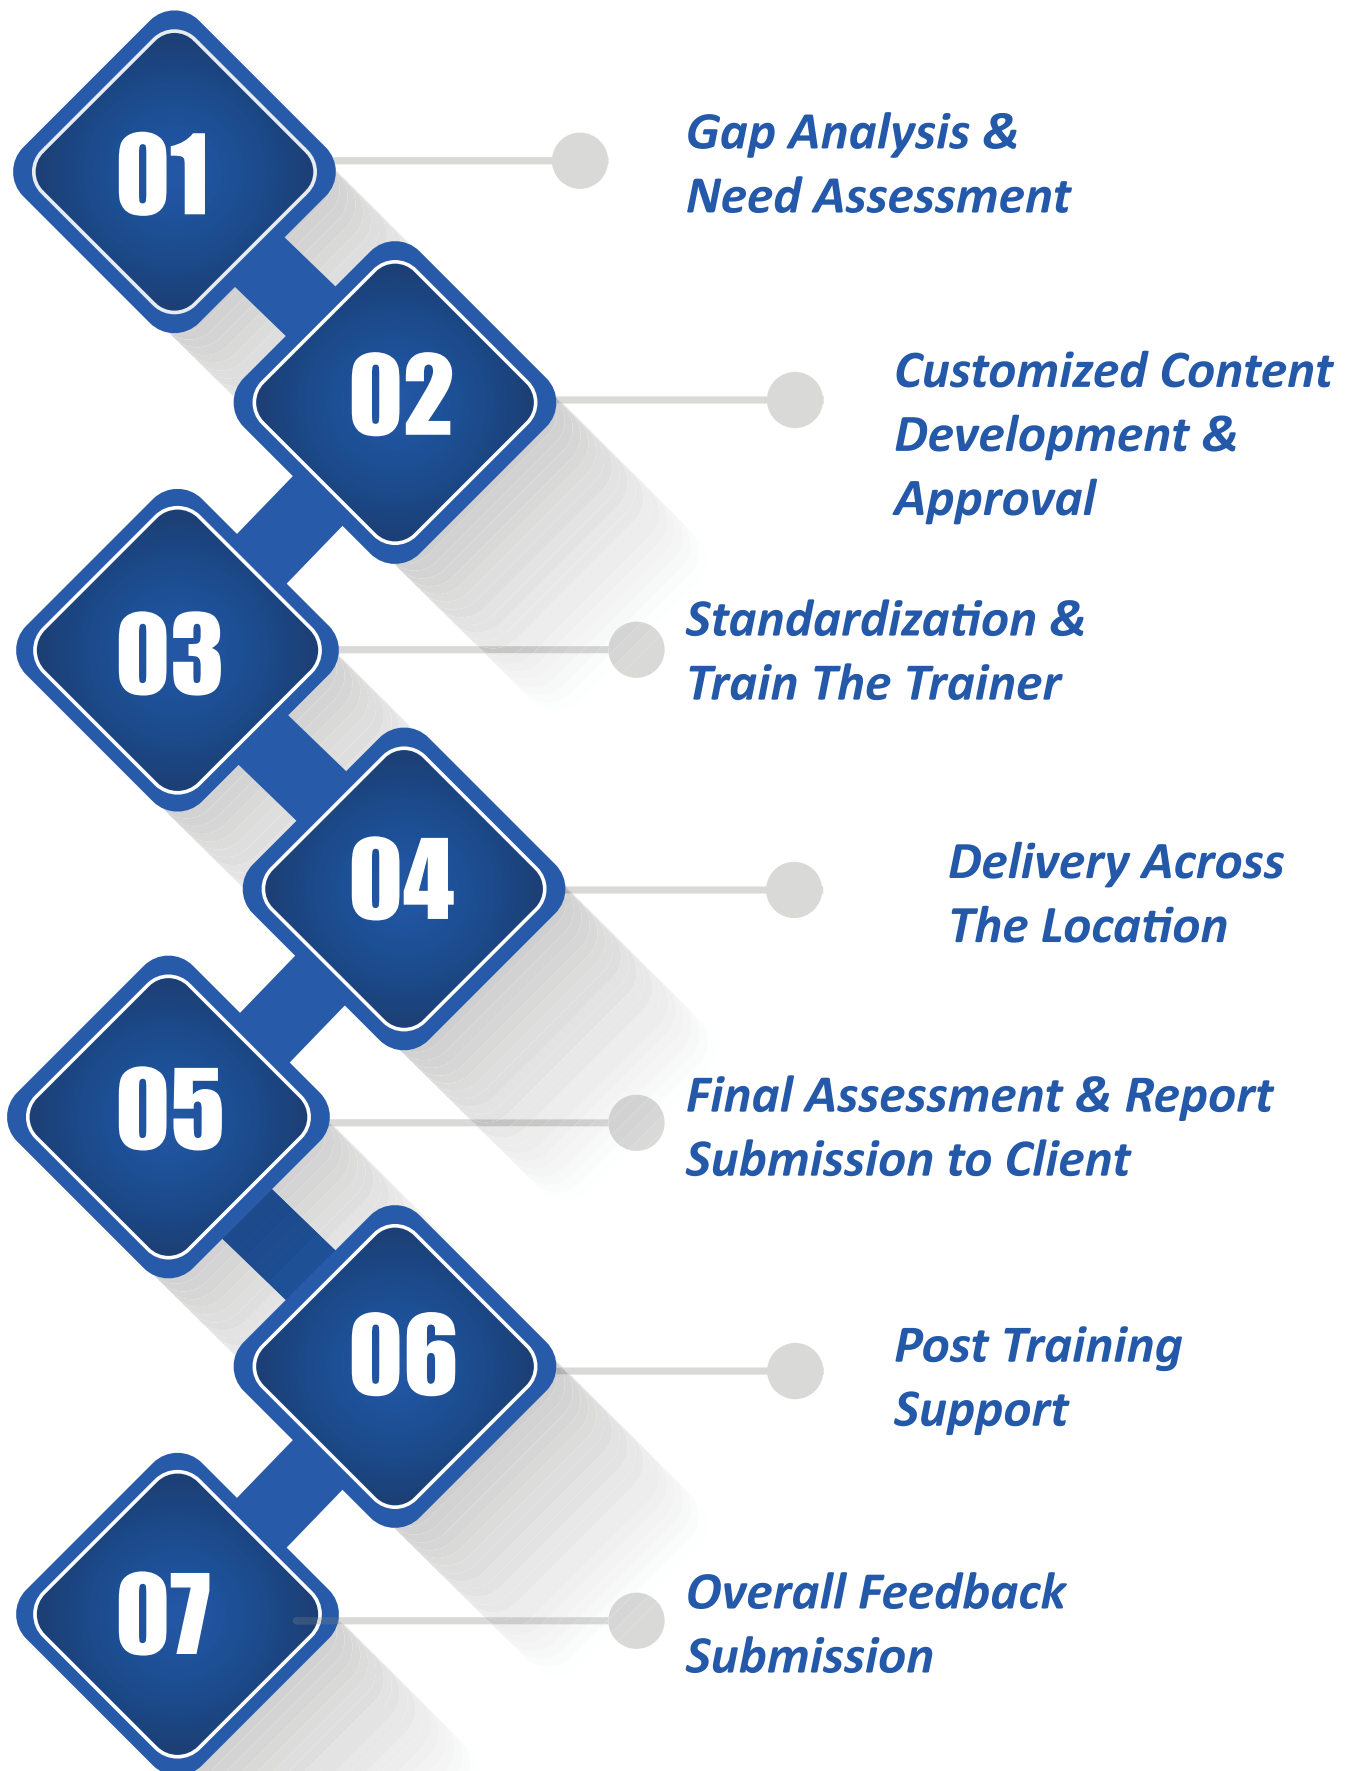 01
Gap Analysis &
Need Assessment
02
Customized Content
Development &
Approval
03
Standardization &
Train The Trainer
04
Delivery Across
The Location
05
Final Assessment & Report
Submission to Client
06
Post Training
Support
07
Overall Feedback
Submission